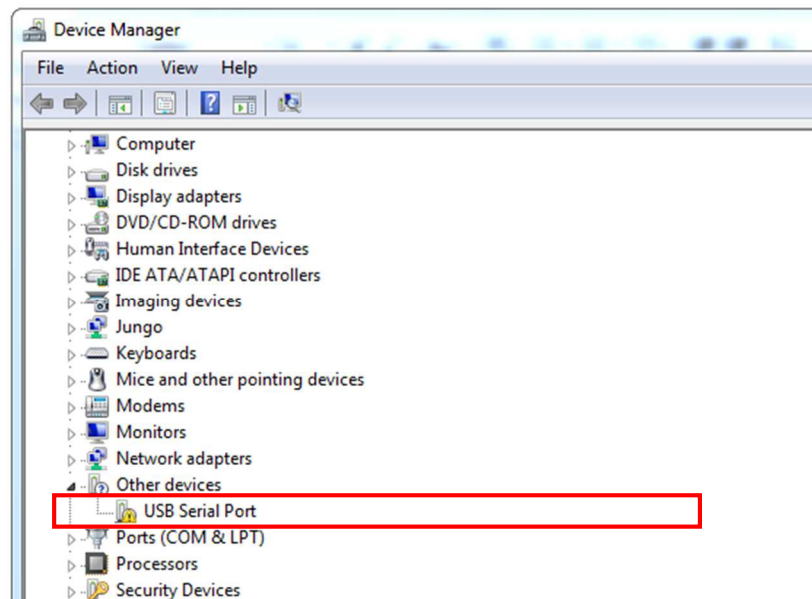 Device Manager
File Action View Help
Computer
Disk drives
Display adapters
DVD/CD-ROM drives
Human Interface Devices
IDE ATA/ATAPI controllers
Imaging devices
Jungo
Keyboards
Mice and other pointing devices
Modems
Monitors
Network adapters
Other devices
USB Serial Port
Ports (COM & LPT)
Processors
Security Devices